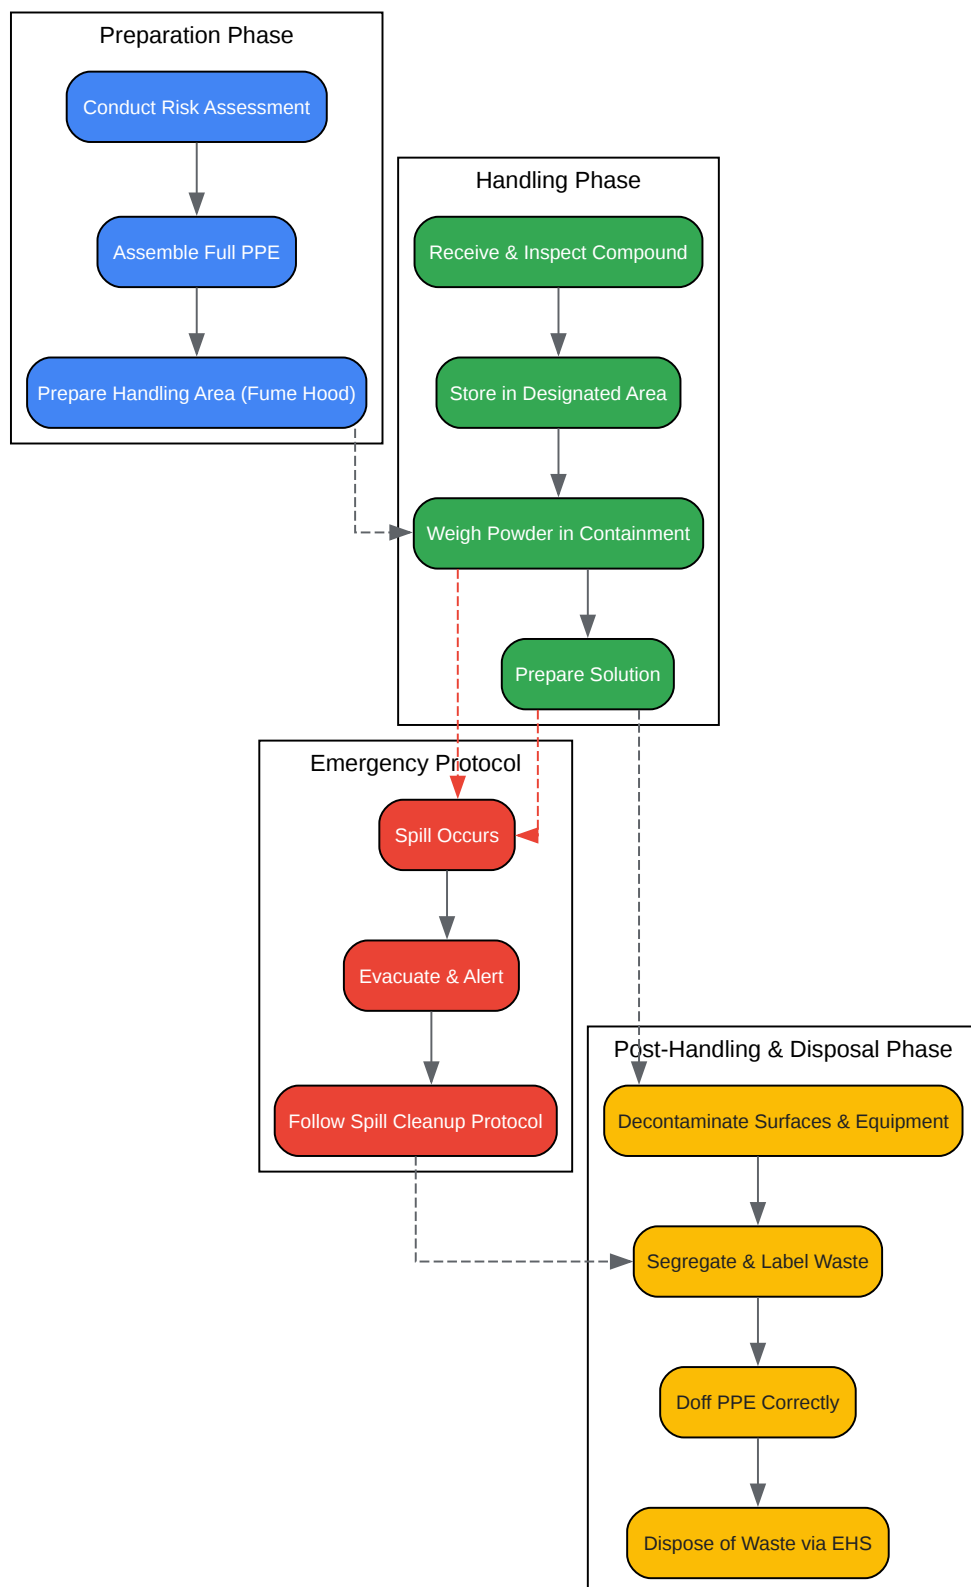 Preparation Phase
Conduct Risk Assessment
Assemble Full PPE
Prepare Handling Area (Fume Hood)
Handling Phase
Receive & Inspect Compound
Store in Designated Area
Weigh Powder in Containment
Prepare Solution
Emergency Protocol
Spill Occurs
Evacuate & Alert
Follow Spill Cleanup Protocol
Post-Handling & Disposal Phase
Decontaminate Surfaces & Equipment
Segregate & Label Waste
Doff PPE Correctly
Dispose of Waste via EHS